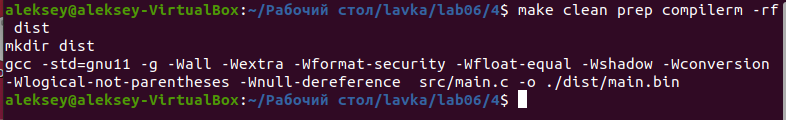 aleksey@aleksey-VirtualBox:~/Рабочий стол/lavka/lab06/4$ make clean prep compilerm -rf
 dist
mkdir dist
gcc -std=gnu11 -g -Wall -Wextra -Wformat-security -Wfloat-equal -Wshadow -Wconversion
-Wlogical-not-parentheses -Wnull-dereference  src/main.c -o ./dist/main.bin
aleksey@aleksey-VirtualBox:~/Рабочий стол/lavka/lab06/4$